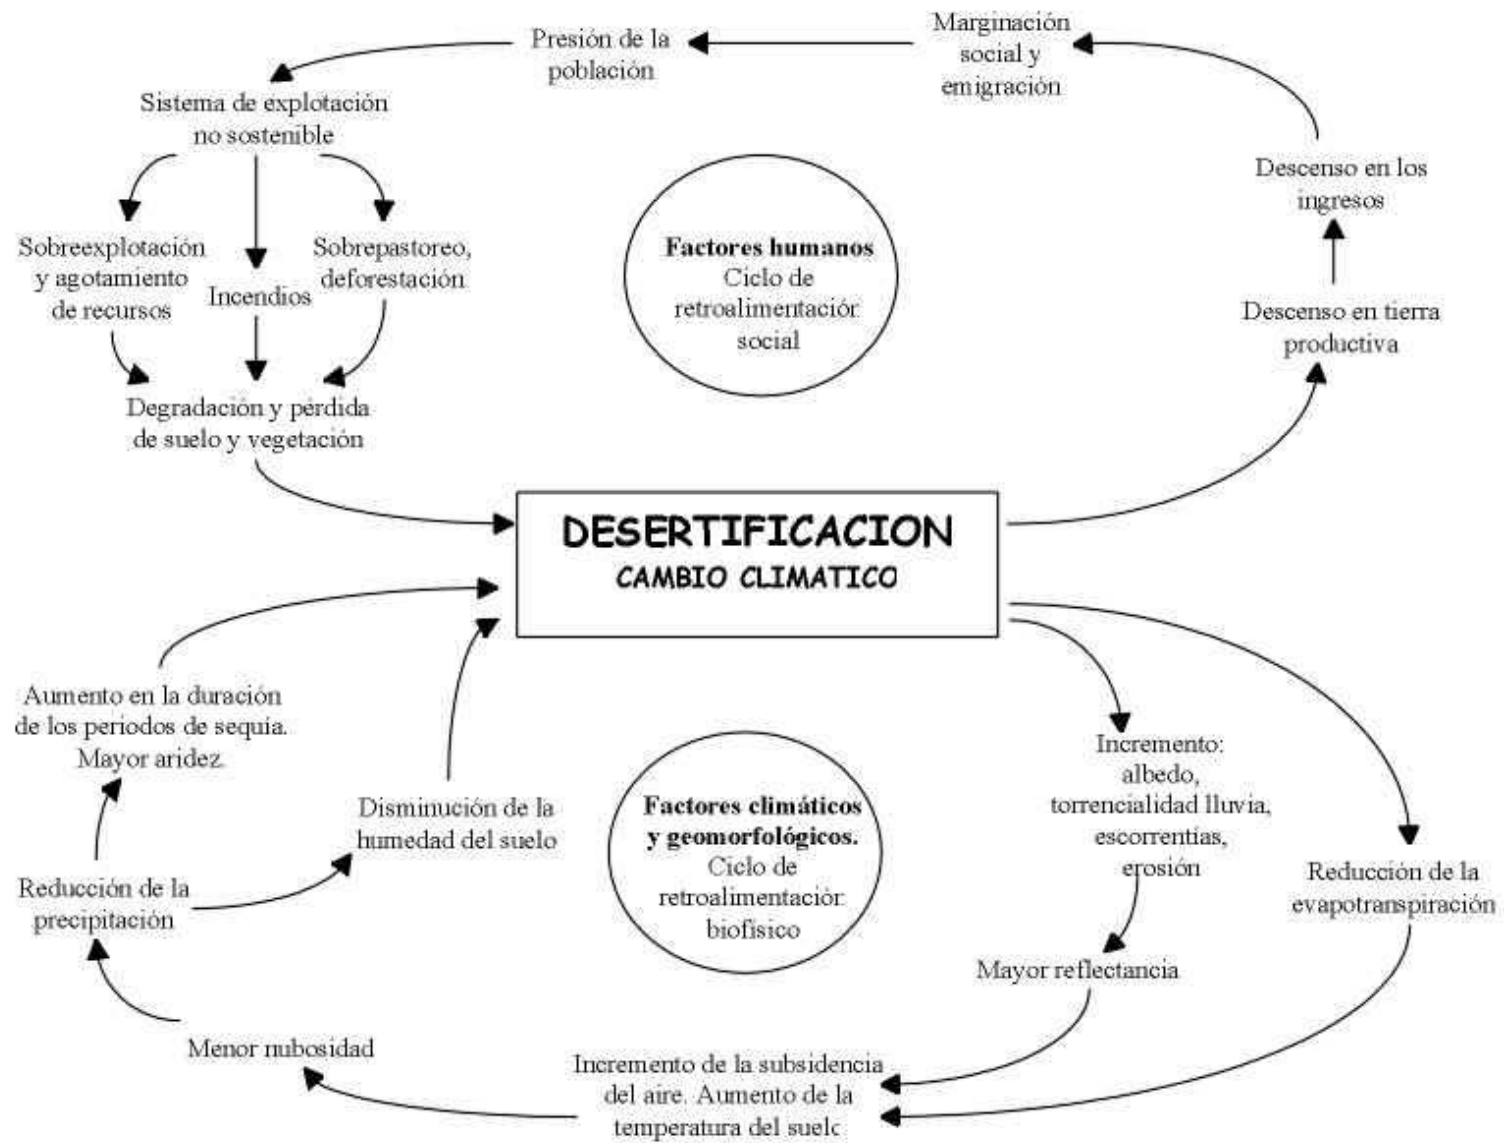 Marginación
social y
emigración
Presión de la
población
Sistema de explotación
no sostenible
Descenso en los
ingresos
Sobreexplotación
y agotamiento
de recursos
Incendios
Sobrepastoreo,
deforestación
Factores humanos
Ciclo de
retroalimentación
social
Descenso en tierra
productiva
Degradación y pérdida
de suelo y vegetación
DESERTIFICACION
CAMBIO CLIMATICO
Aumento en la duración
de los periodos de sequía.
Mayor aridez.
Disminución de la
humedad del suelo
Factores climáticos
y geomorfológicos.
Ciclo de
retroalimentación
biofísico
Incremento:
albedo,
torrencialidad lluvia,
escorrentías,
erosión
Reducción de la
precipitación
Reducción de la
evapotranspiración
Mayor reflectancia
Menor nubosidad
Incremento de la subsidencia
del aire. Aumento de la
temperatura del suelo